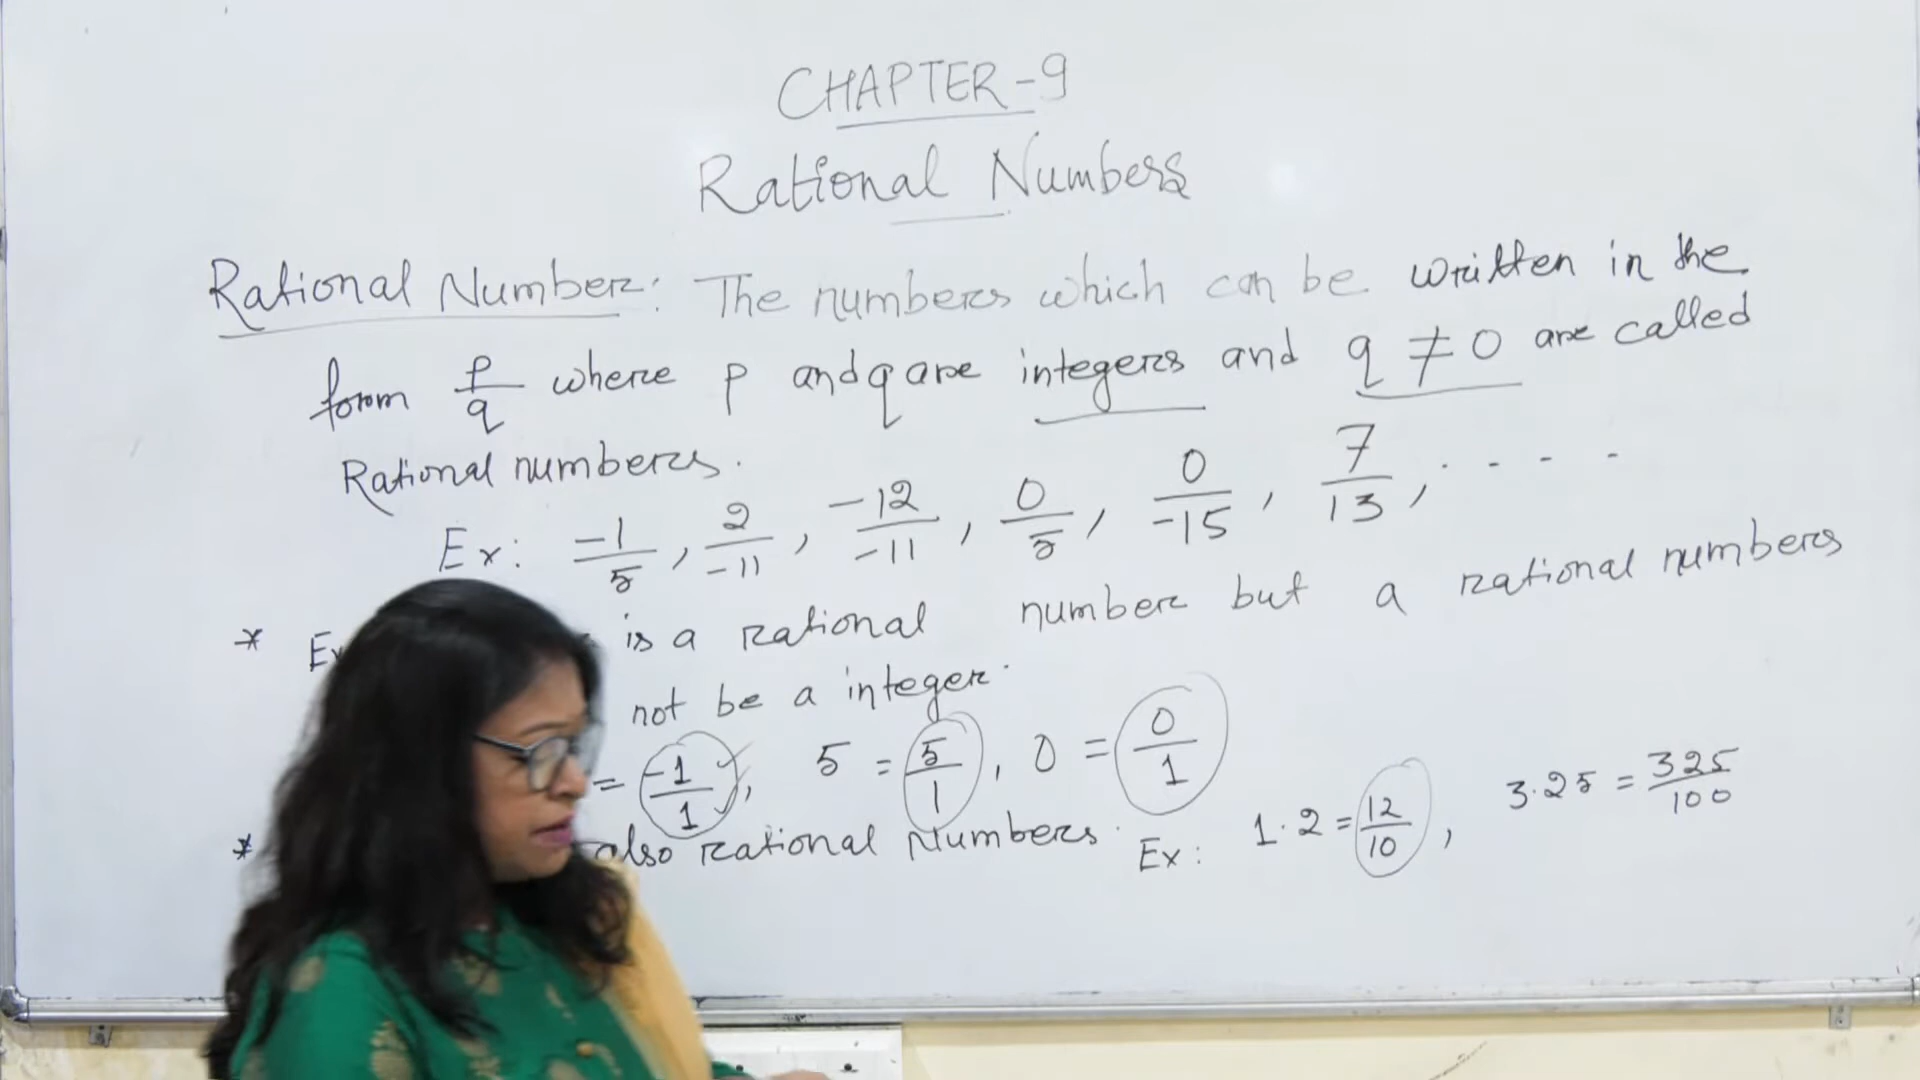 CHAPTER-9
Rational Numbers
Rational Number: The numbers which can be written in the
form p/q where p and q are integers and q ≠ 0 are called
Rational numbers.
Ex: -1/5, 2/-11, -12/-11, 0/5, 0/-15, 7/13, . - - -
* is a rational number but a rational numbers
not be a integer.
= -1/1, 5 = 5/1, 0 = 0/1
* also rational Numbers. Ex: 1.2 = 12/10, 3.25 = 325/100